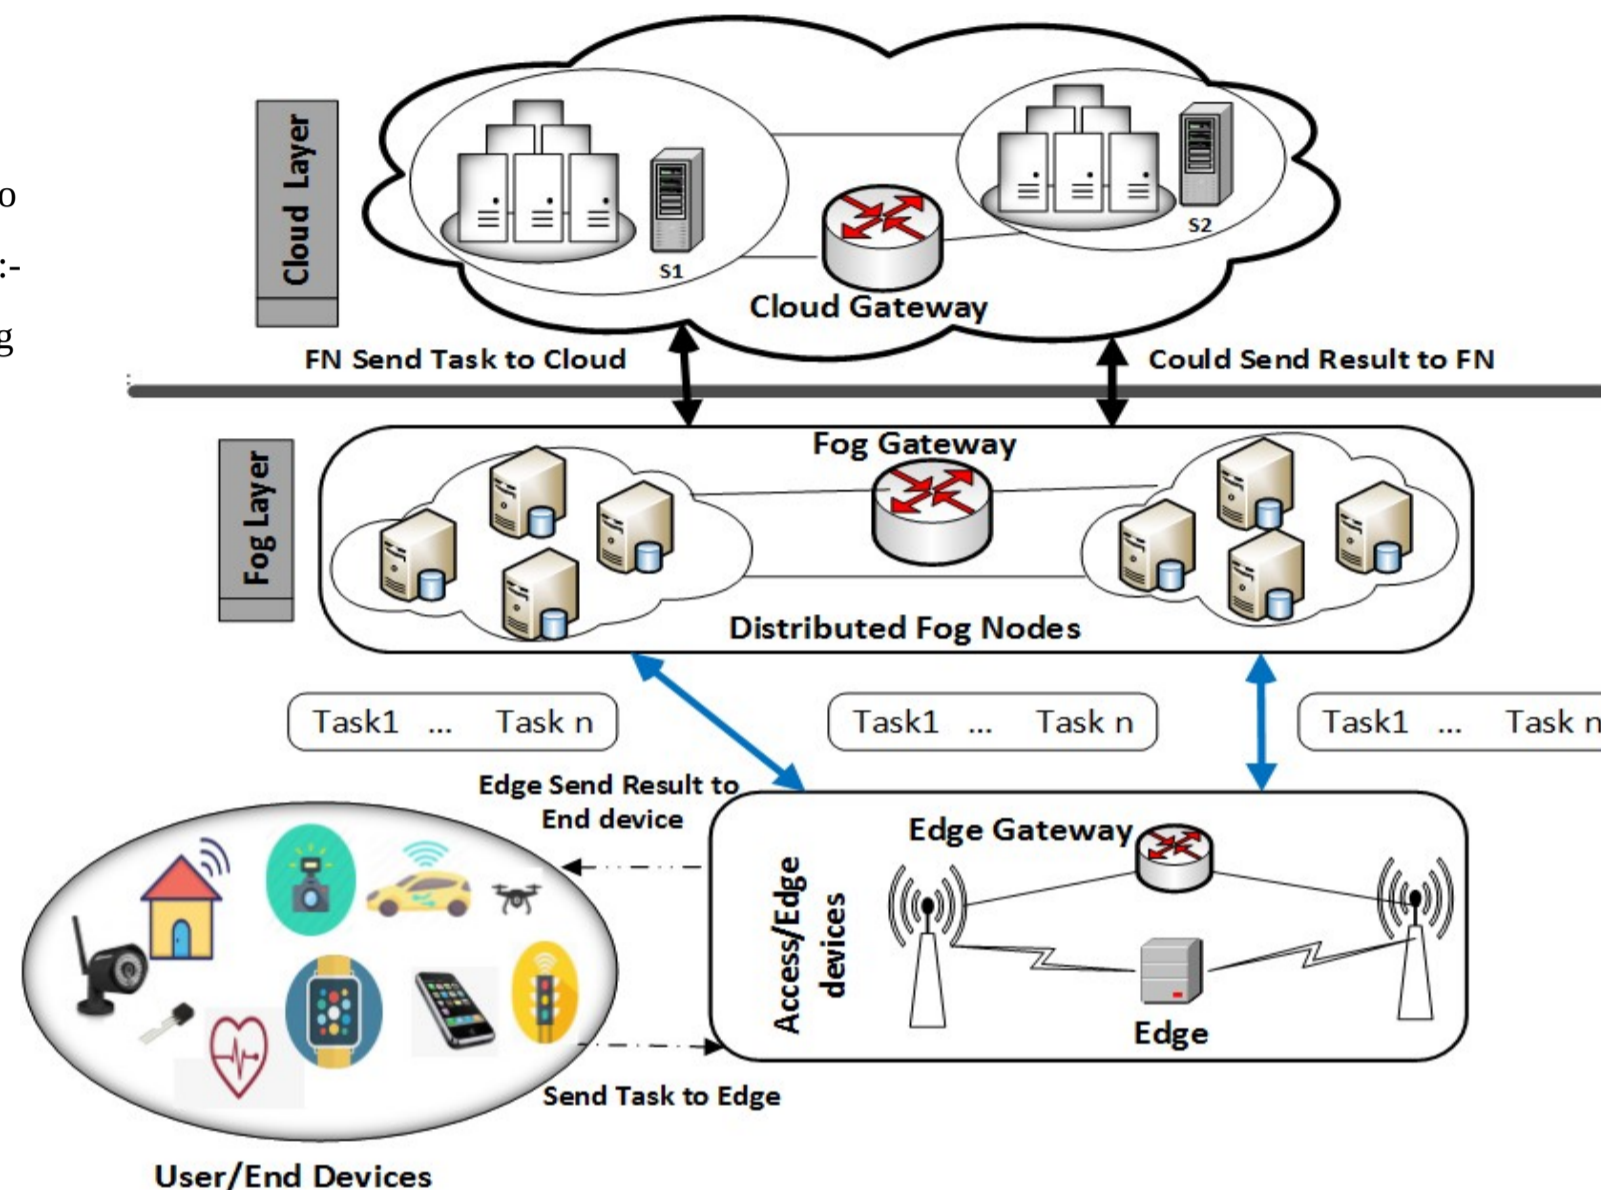 o
:-
g
Cloud Layer
S1
S2
Cloud Gateway
FN Send Task to Cloud
Could Send Result to FN
:
Fog Layer
Fog Gateway
Distributed Fog Nodes
Task1 ... Task n
Task1 ... Task n
Task1 ... Task n
Edge Send Result to
End device
Access/Edge
devices
Edge Gateway
Edge
Send Task to Edge
User/End Devices